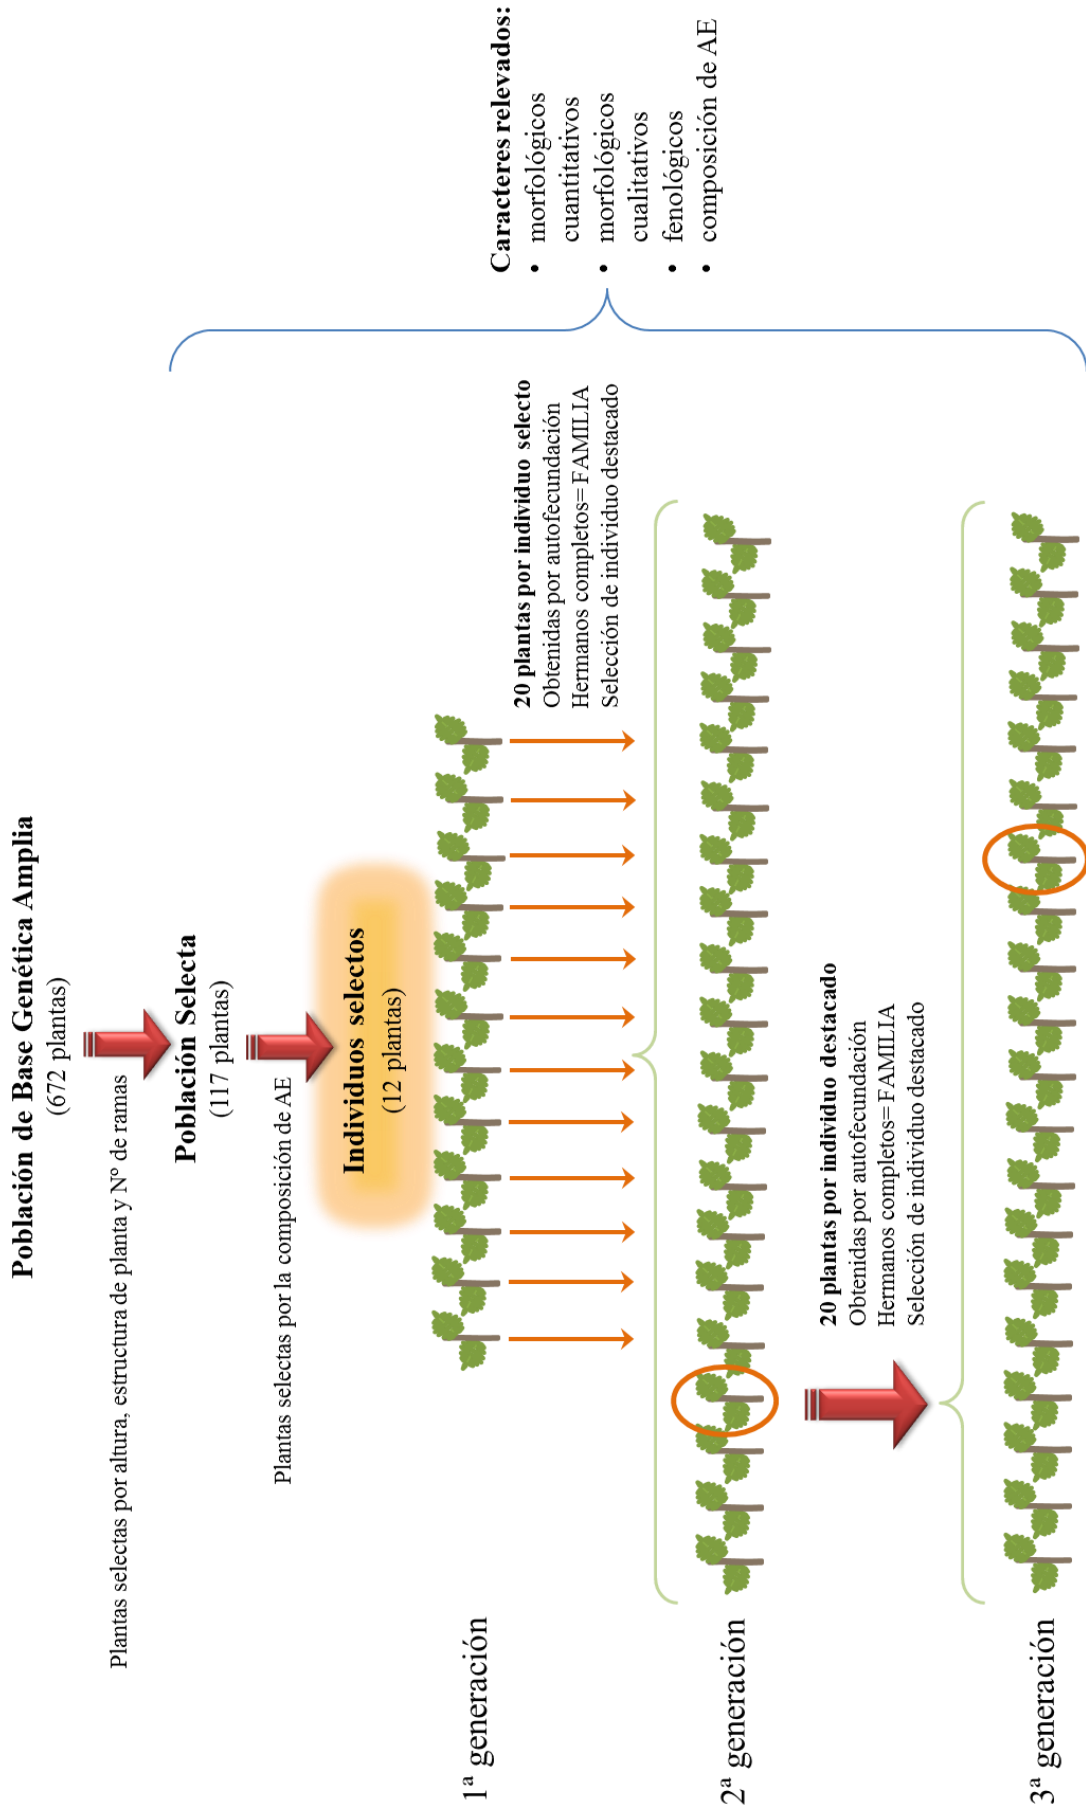 Población de Base Genética Amplia
(672 plantas)
Plantas selectas por altura, estructura de planta y Nº de ramas
Población Selecta
(117 plantas)
Plantas selectas por la composición de AE
Individuos selectos
(12 plantas)
1ª generación
20 plantas por individuo selecto
Obtenidas por autofecundación
Hermanos completos= FAMILIA
Selección de individuo destacado
2ª generación
20 plantas por individuo destacado
Obtenidas por autofecundación
Hermanos completos= FAMILIA
Selección de individuo destacado
3ª generación
Caracteres relevados:
• morfológicos
cuantitativos
• morfológicos
cualitativos
• fenológicos
• composición de AE